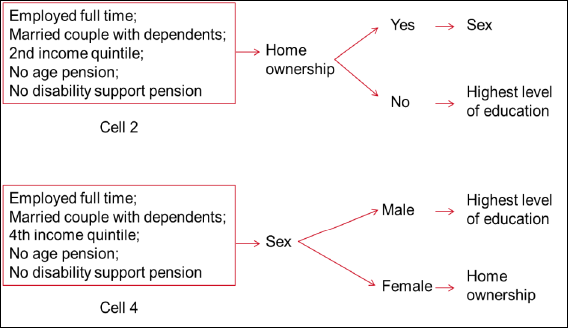 Employed full time;
Married couple with dependents;
2nd income quintile;
No age pension;
No disability support pension
Cell 2
Home
ownership
Yes
Sex
No
Highest level
of education
Employed full time;
Married couple with dependents;
4th income quintile;
No age pension;
No disability support pension
Cell 4
Sex
Male
Highest level
of education
Female
Home
ownership